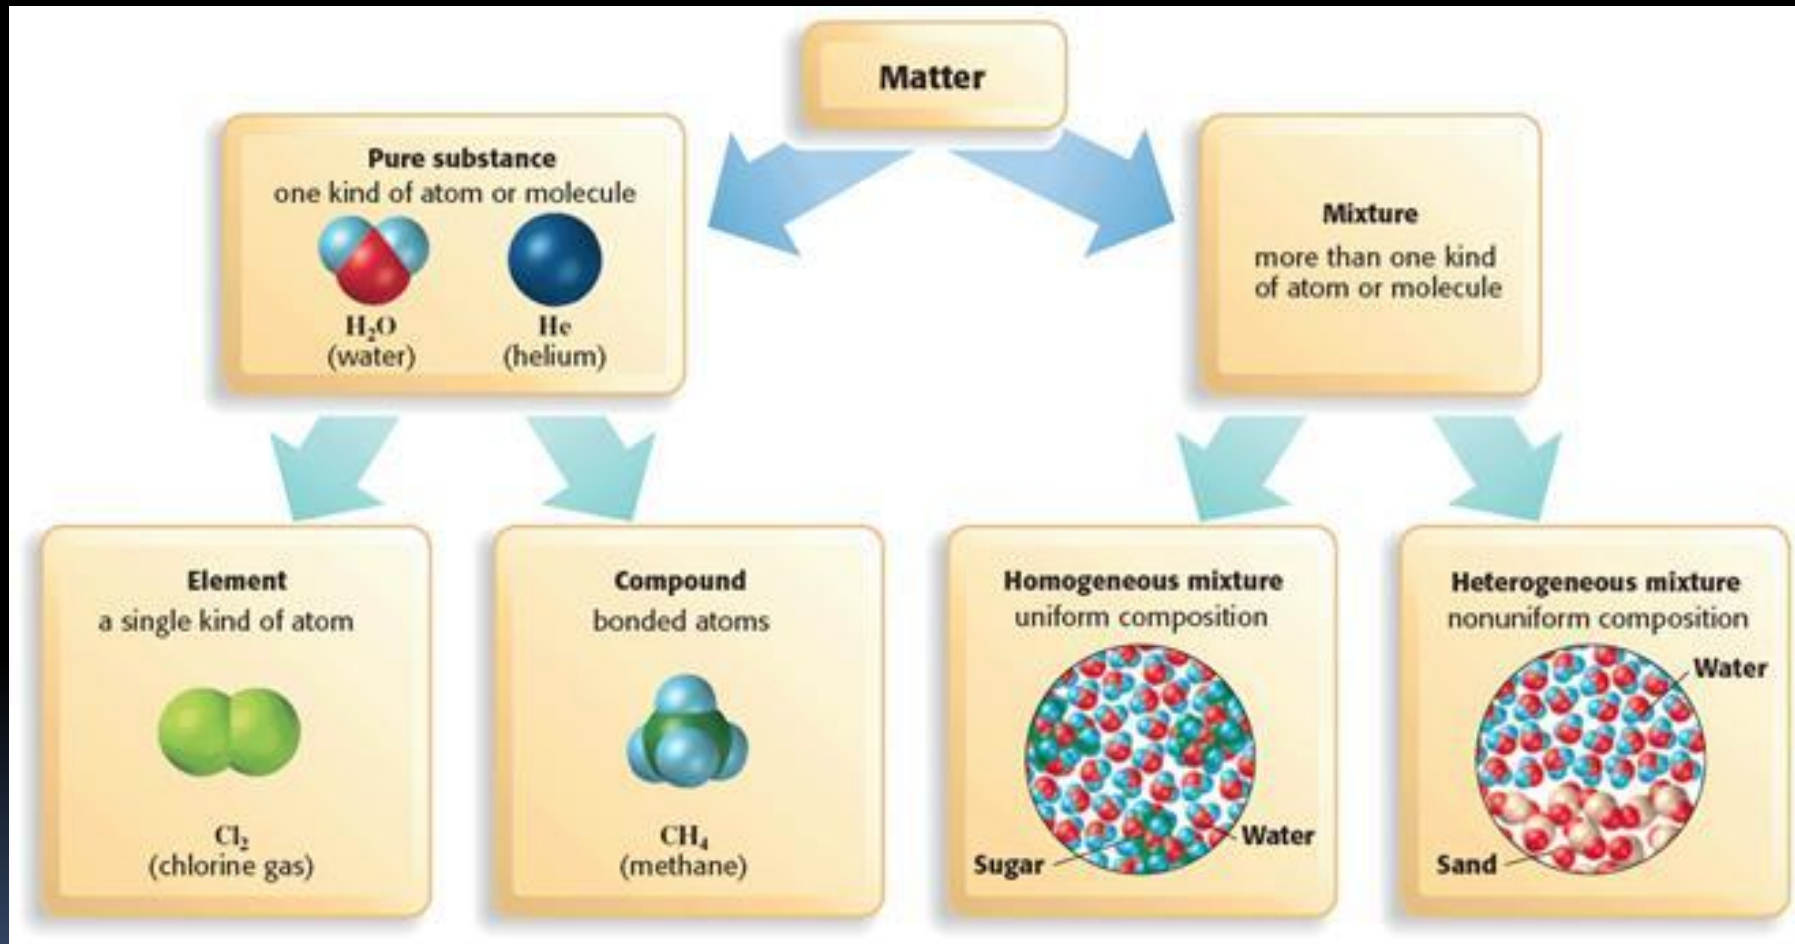 Matter
Pure substance
one kind of atom or molecule
H₂O
(water)
He
(helium)
Mixture
more than one kind
of atom or molecule
Element
a single kind of atom
Cl₂
(chlorine gas)
Compound
bonded atoms
CH₄
(methane)
Homogeneous mixture
uniform composition
Water
Sugar
Heterogeneous mixture
nonuniform composition
Water
Sand